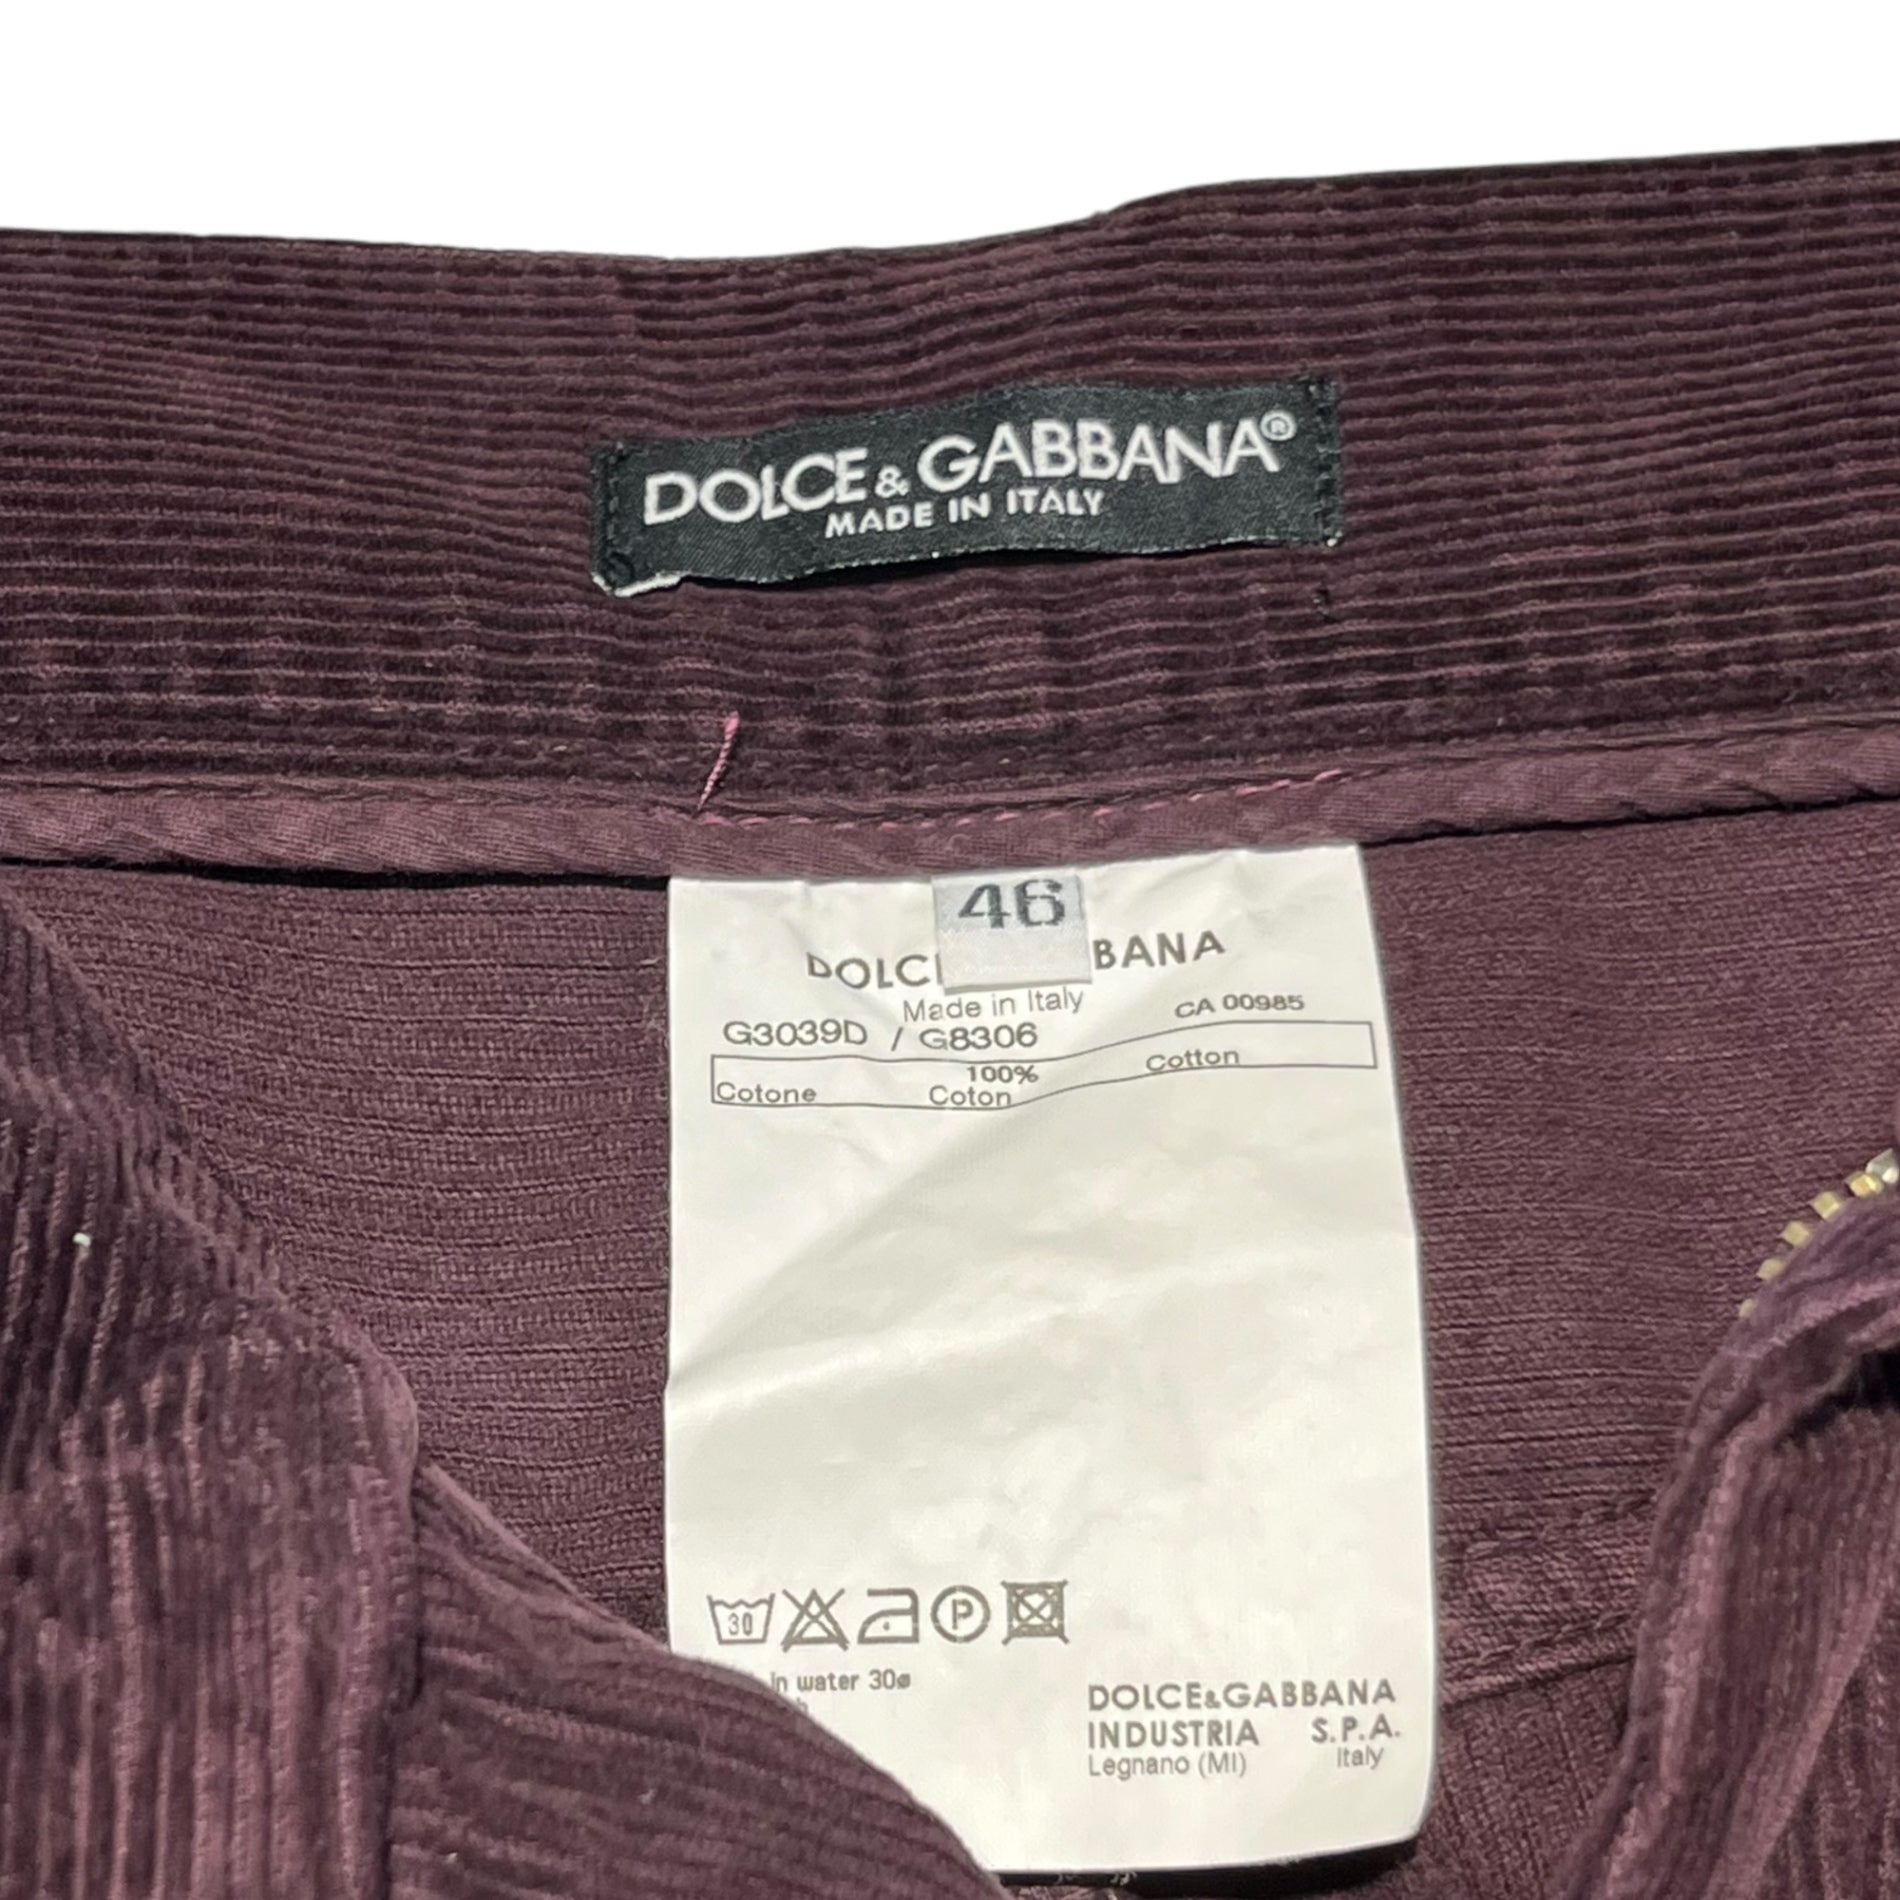 DOLCE & GABBANA®
MADE IN ITALY
46
DOLC BANA
Made in Italy
CA 00985
G3039D / G8306
100%
Cotone Coton Cotton
30 P
in water 30ø
DOLCE&GABBANA
INDUSTRIA S.P.A.
Legnano (MI) Italy